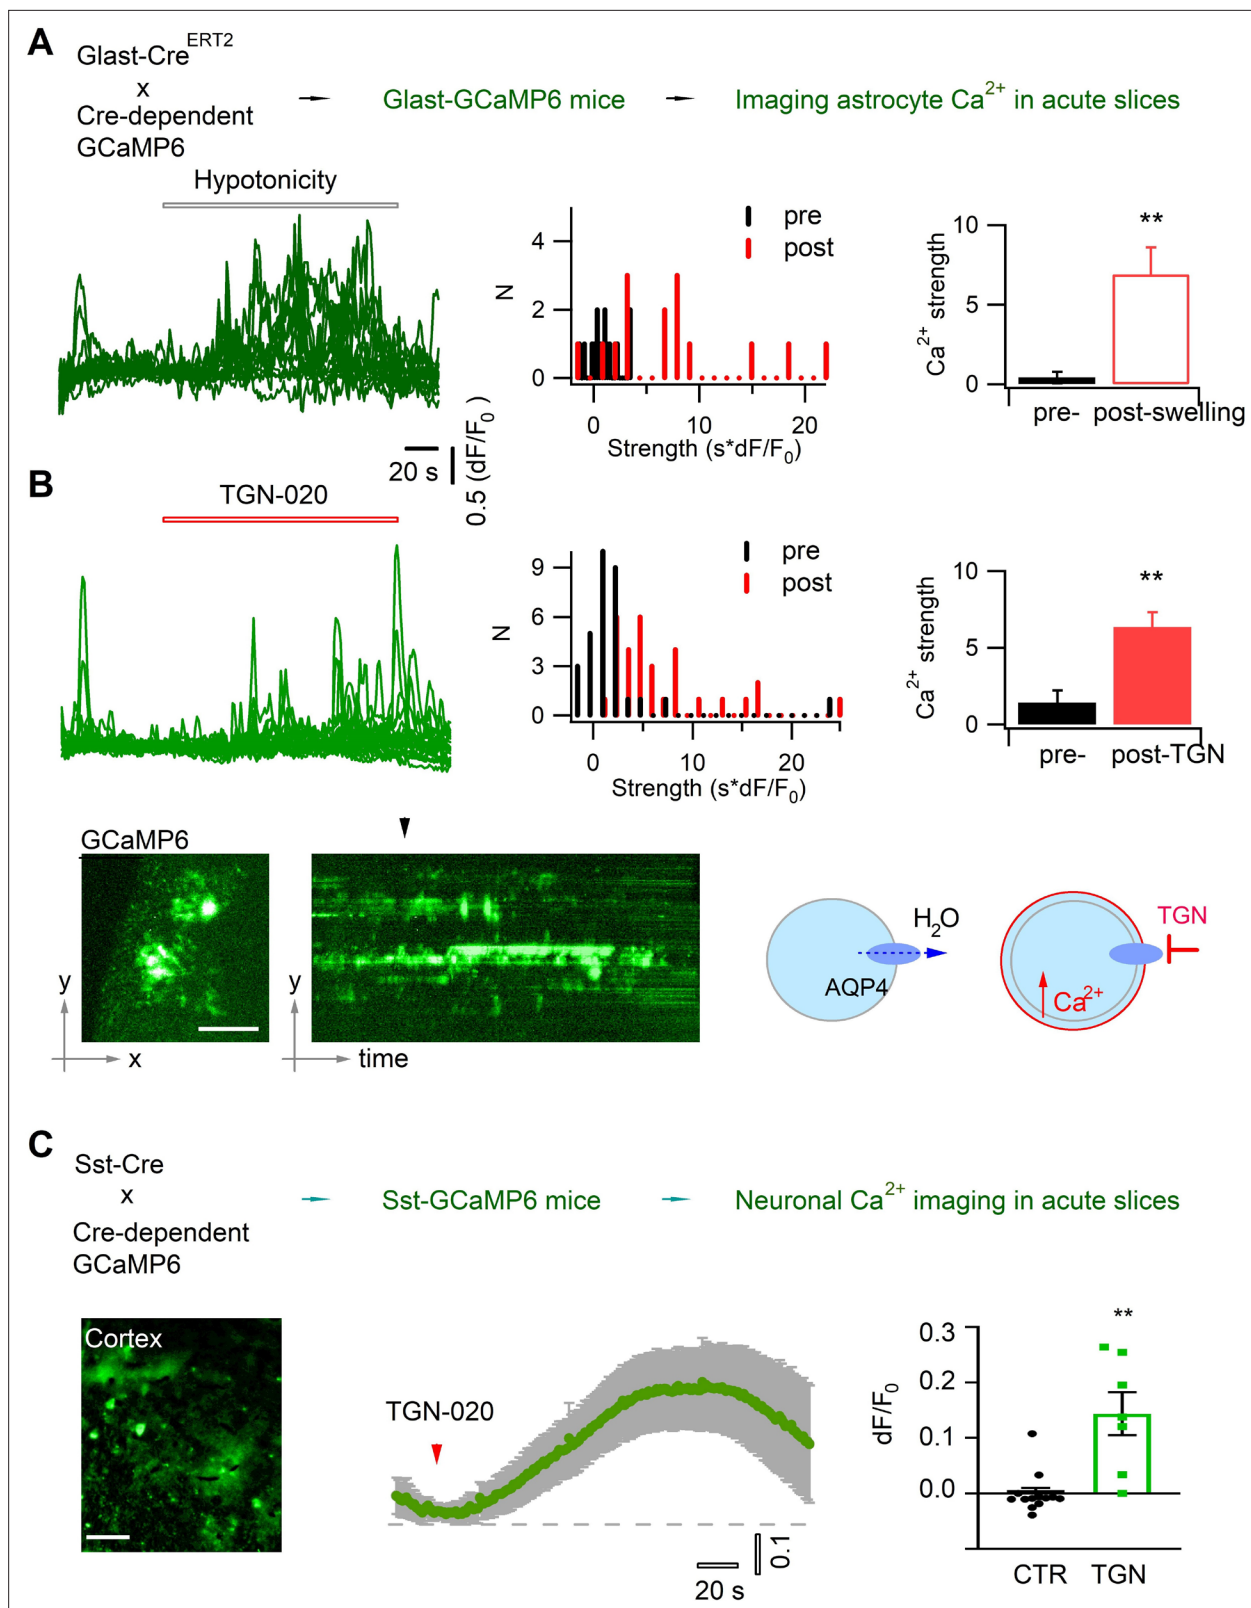 A
Glast-Cre^ERT2
x
Cre-dependent
GCaMP6
Glast-GCaMP6 mice
Imaging astrocyte Ca²⁺ in acute slices
Hypotonicity
20 s
0.5 (dF/F₀ )
N
4
2
0
pre
post
0 10 20
Strength (s*dF/F₀)
Ca²⁺ strength
10
5
0
**
pre- post-swelling
B
TGN-020
N
9
6
3
0
pre
post
0 10 20
Strength (s*dF/F₀)
Ca²⁺ strength
10
5
0
**
pre- post-TGN
GCaMP6
y
x
y
time
H₂O
AQP4
TGN
Ca²⁺
C
Sst-Cre
x
Cre-dependent
GCaMP6
Sst-GCaMP6 mice
Neuronal Ca²⁺ imaging in acute slices
Cortex
TGN-020
20 s
0.1
dF/F₀
0.3
0.2
0.1
0.0
**
CTR TGN